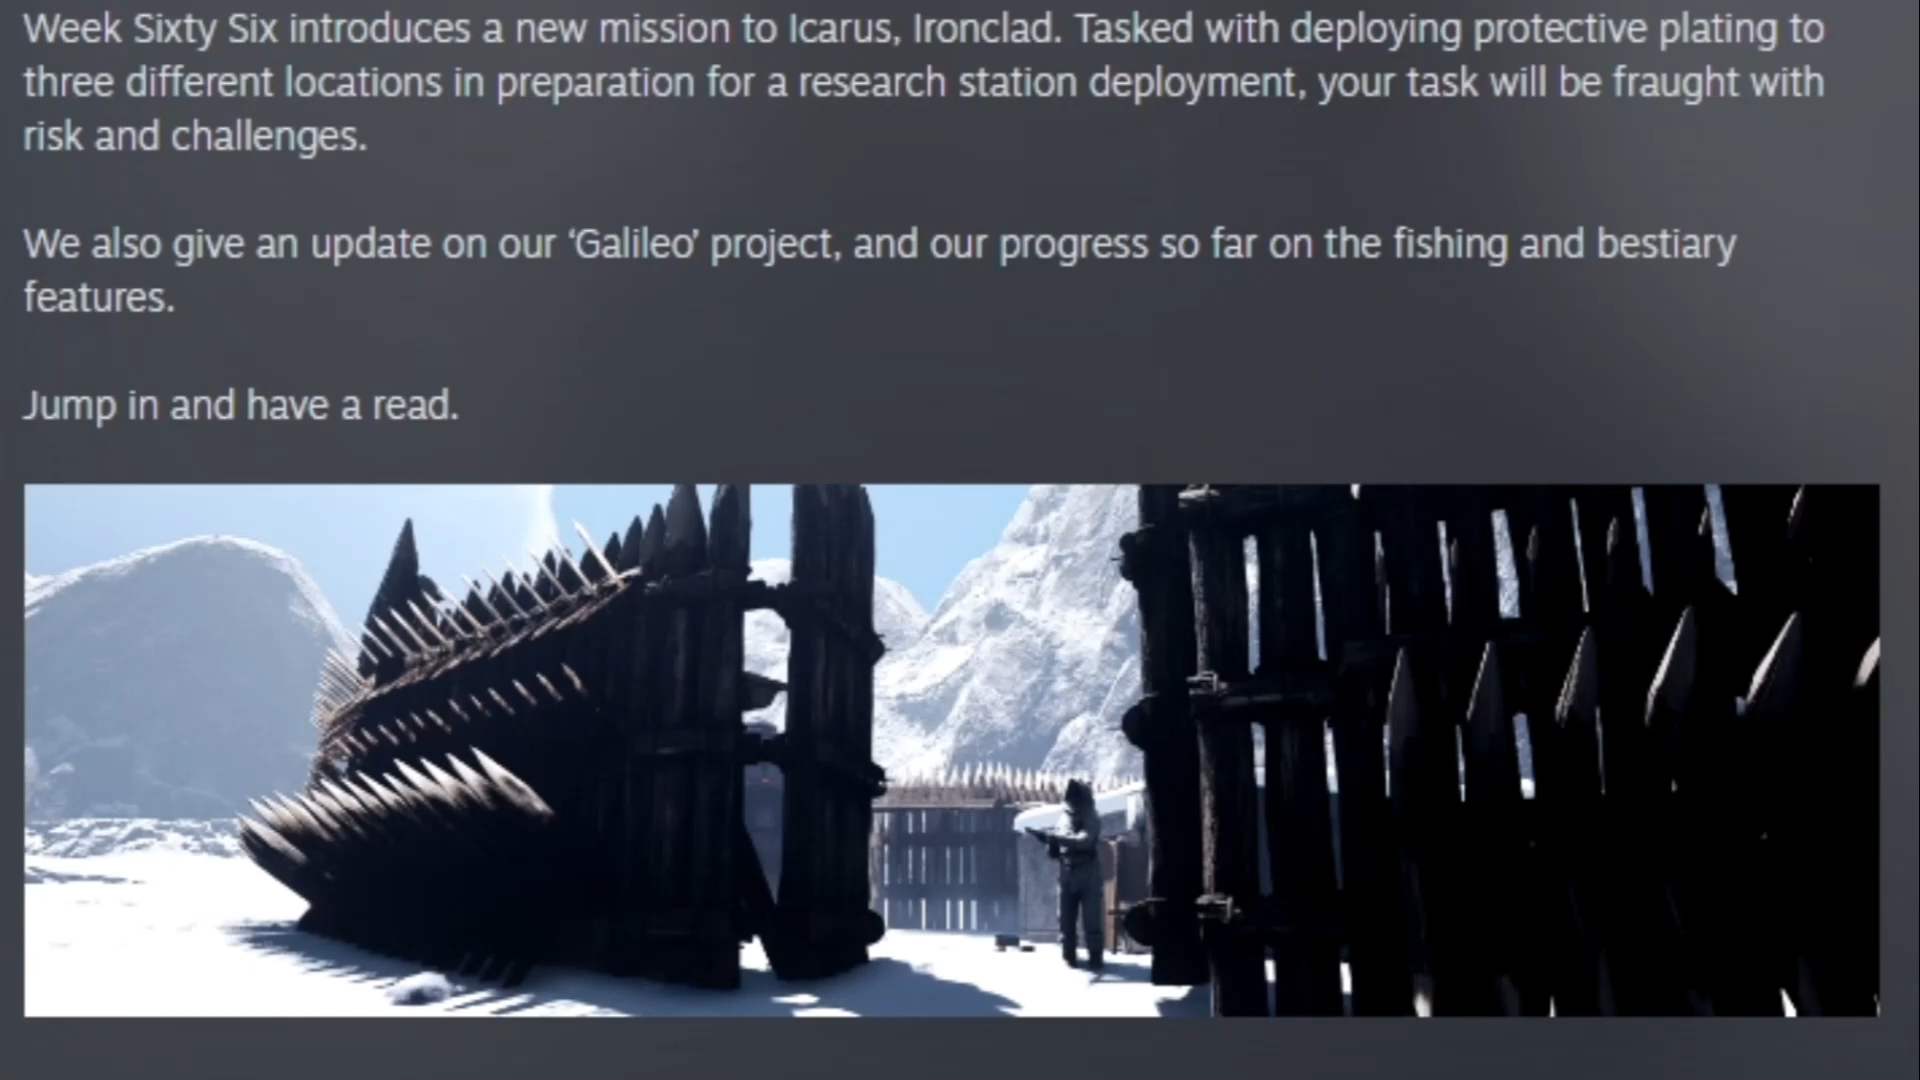 Week Sixty Six introduces a new mission to Icarus, Ironclad. Tasked with deploying protective plating to
three different locations in preparation for a research station deployment, your task will be fraught with
risk and challenges.
We also give an update on our ‘Galileo’ project, and our progress so far on the fishing and bestiary
features.
Jump in and have a read.